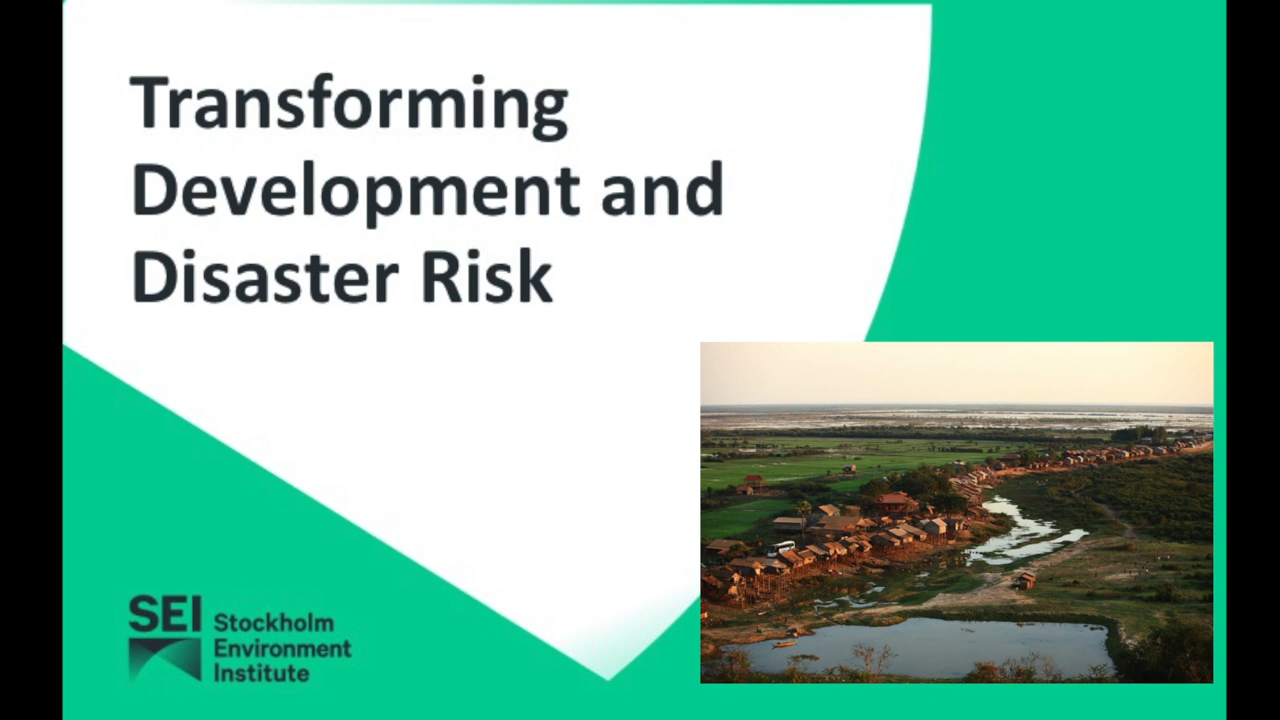 Transforming
Development and
Disaster Risk
SEI Stockholm
Environment
Institute